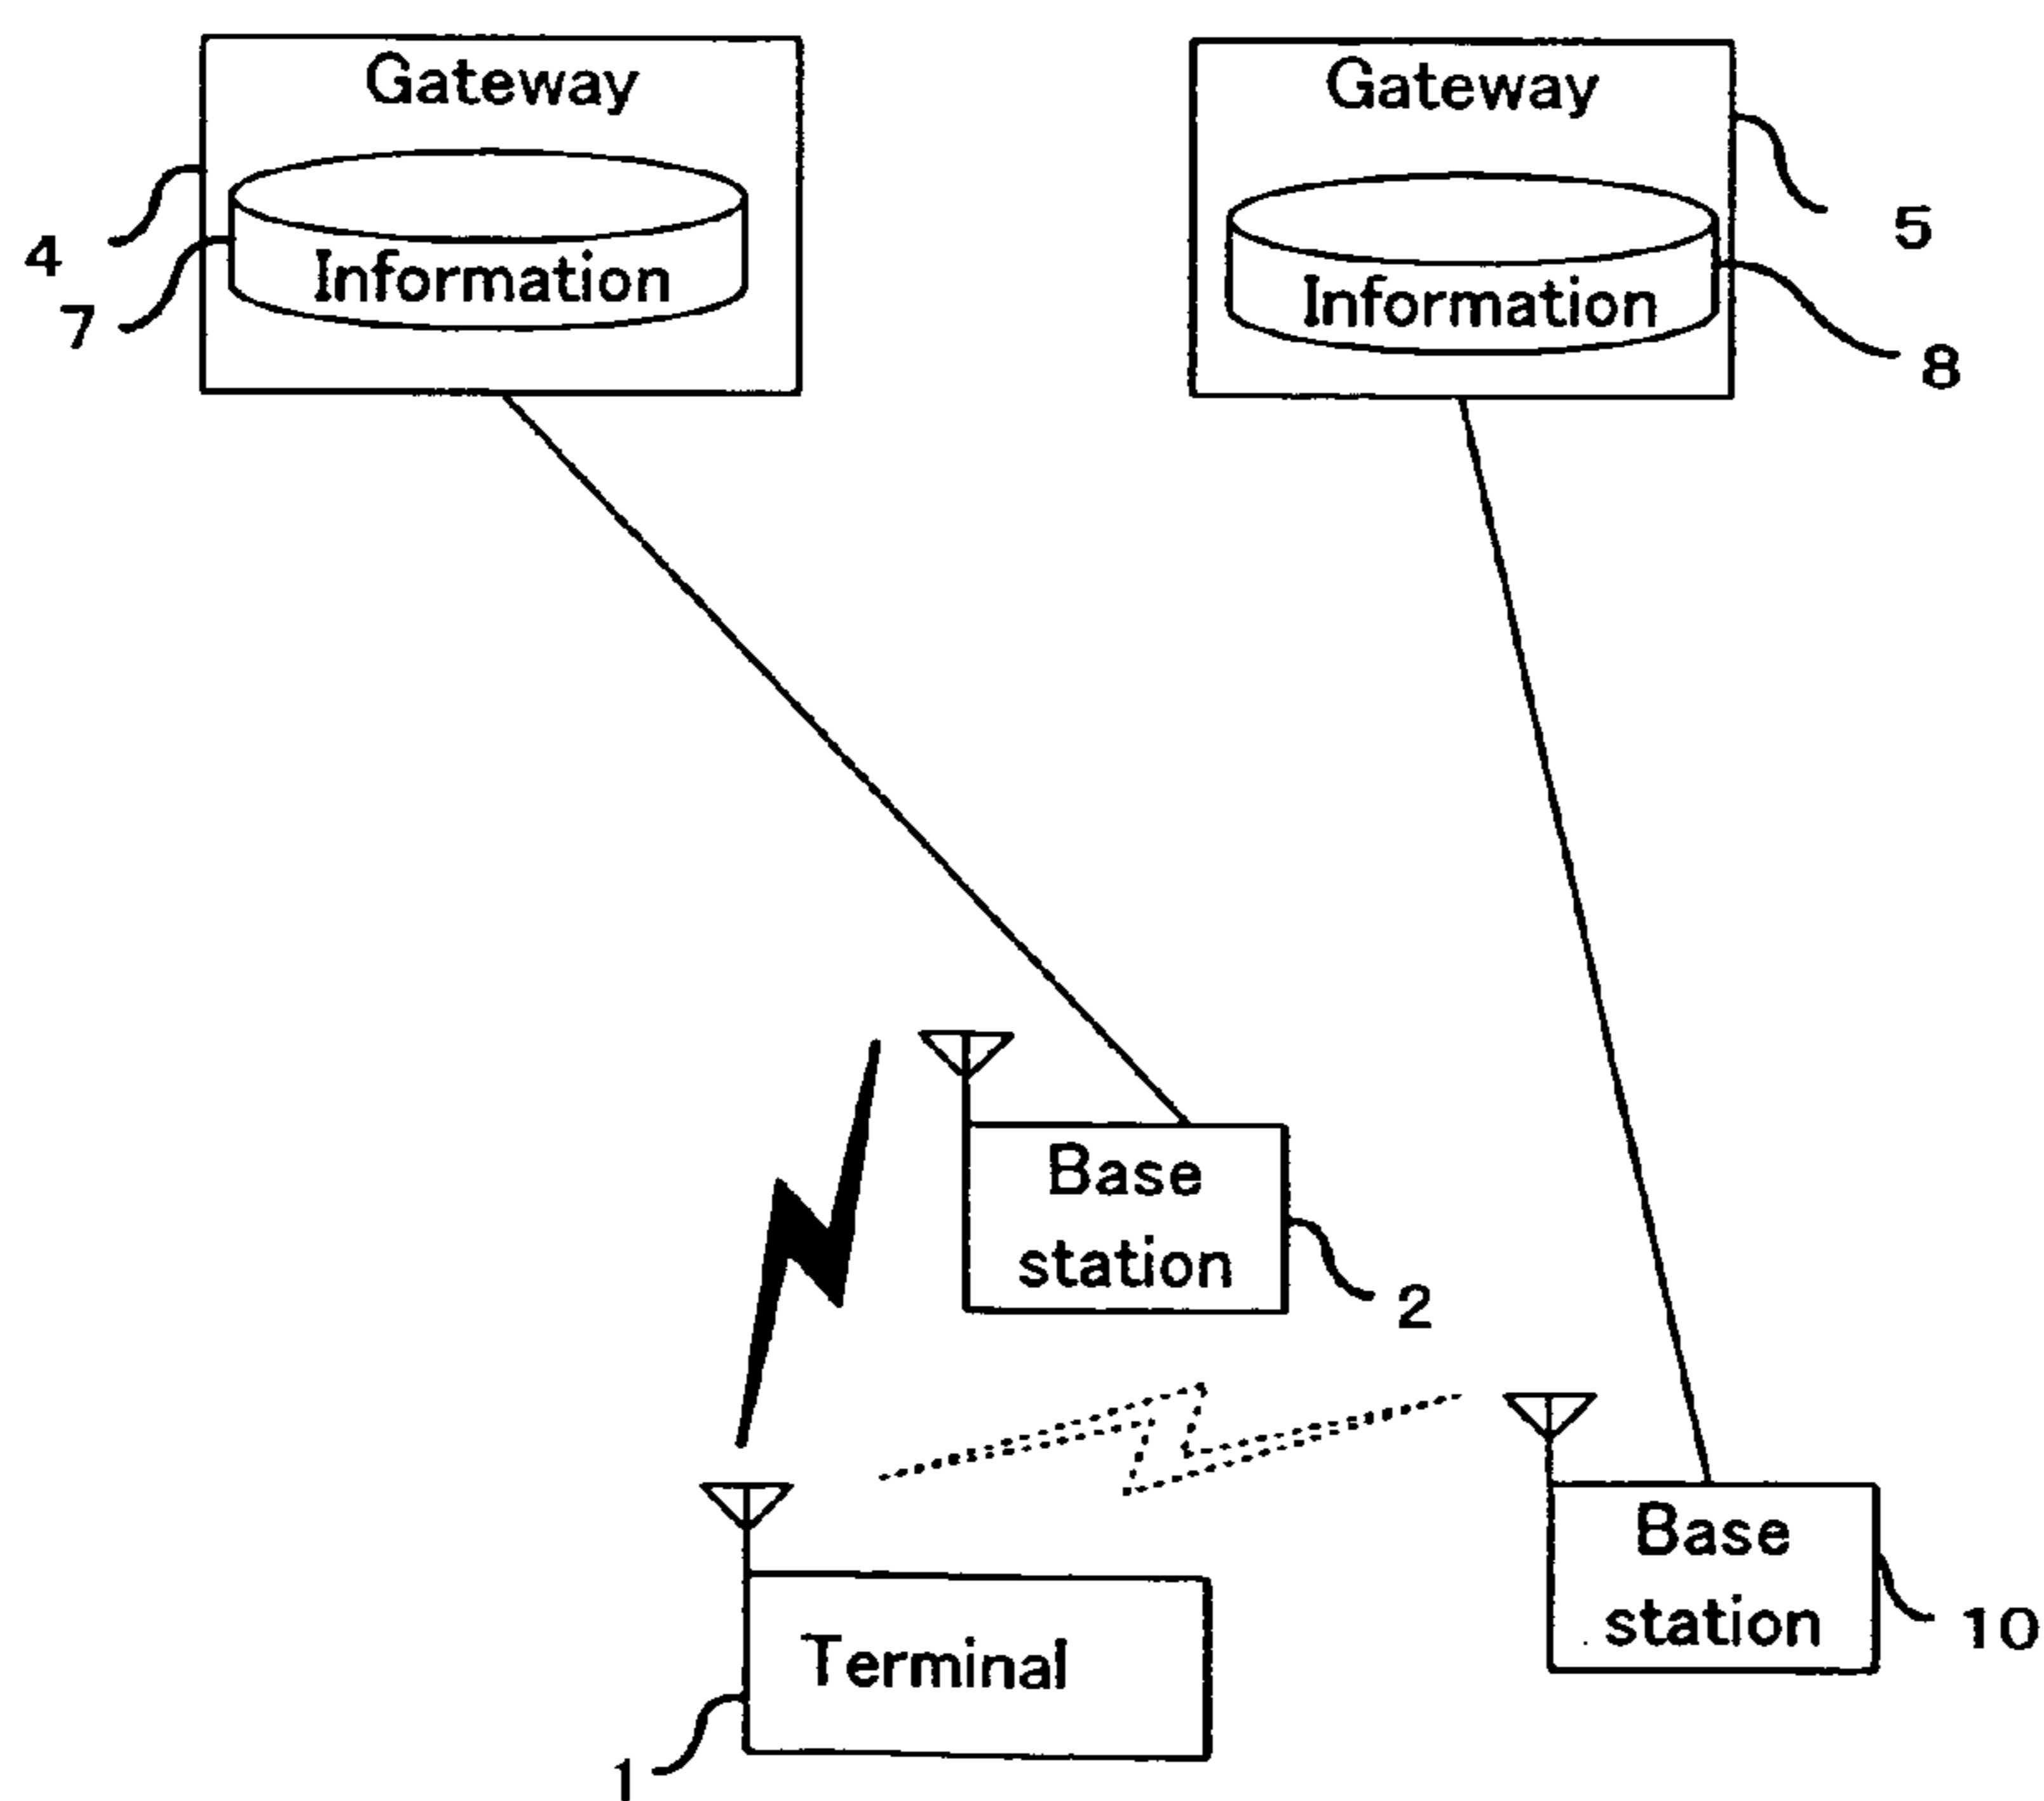 Gateway
Information
4
7
Gateway
Information
5
8
Base
station
2
Base
station
10
Terminal
1